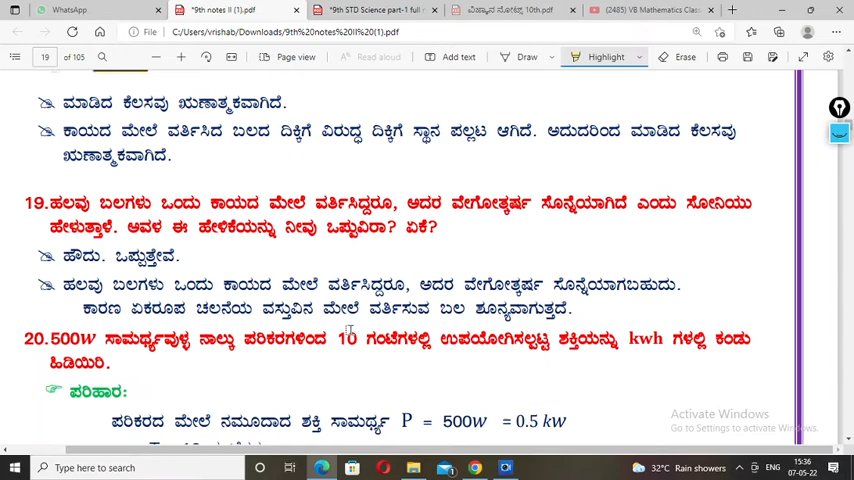 WhatsApp
*9th notes II (1).pdf
*9th STD Science part-1 full n
ವಿಜ್ಞಾನ ನೋಟ್ಸ್ 10th.pdf
(2485) VB Mathematics Class
File
C:/Users/vrishab/Downloads/9th%20notes%20II%20(1).pdf
19 of 105
Page view
Read aloud
Add text
Draw
Highlight
Erase
ಮಾಡಿದ ಕೆಲಸವು ಋಣಾತ್ಮಕವಾಗಿದೆ.
ಕಾಯದ ಮೇಲೆ ವರ್ತಿಸಿದ ಬಲದ ದಿಕ್ಕಿಗೆ ವಿರುದ್ಧ ದಿಕ್ಕಿಗೆ ಸ್ಥಾನ ಪಲ್ಲಟ ಆಗಿದೆ. ಅದುದರಿಂದ ಮಾಡಿದ ಕೆಲಸವು
ಋಣಾತ್ಮಕವಾಗಿದೆ.
19.ಹಲವು ಬಲಗಳು ಒಂದು ಕಾಯದ ಮೇಲೆ ವರ್ತಿಸಿದ್ದರೂ, ಅದರ ವೇಗೋತ್ಕರ್ಷ ಸೊನ್ನೆಯಾಗಿದೆ ಎಂದು ಸೋನಿಯು
ಹೇಳುತ್ತಾಳೆ. ಅವಳ ಈ ಹೇಳಿಕೆಯನ್ನು ನೀವು ಒಪ್ಪುವಿರಾ? ಏಕೆ?
ಹೌದು. ಒಪ್ಪುತ್ತೇವೆ.
ಹಲವು ಬಲಗಳು ಒಂದು ಕಾಯದ ಮೇಲೆ ವರ್ತಿಸಿದ್ದರೂ, ಅದರ ವೇಗೋತ್ಕರ್ಷ ಸೊನ್ನೆಯಾಗಬಹುದು.
ಕಾರಣ ಏಕರೂಪ ಚಲನೆಯ ವಸ್ತುವಿನ ಮೇಲೆ ವರ್ತಿಸುವ ಬಲ ಶೂನ್ಯವಾಗುತ್ತದೆ.
20.500w ಸಾಮರ್ಥ್ಯವುಳ್ಳ ನಾಲ್ಕು ಪರಿಕರಗಳಿಂದ 10 ಗಂಟೆಗಳಲ್ಲಿ ಉಪಯೋಗಿಸಲ್ಪಟ್ಟ ಶಕ್ತಿಯನ್ನು kwh ಗಳಲ್ಲಿ ಕಂಡು
ಹಿಡಿಯಿರಿ.
ಪರಿಹಾರ:
ಪರಿಕರದ ಮೇಲೆ ನಮೂದಾದ ಶಕ್ತಿ ಸಾಮರ್ಥ್ಯ P = 500w = 0.5 kw
Activate Windows
Go to Settings to activate Windows.
Type here to search
32°C Rain showers
ENG
15:36
07-05-22